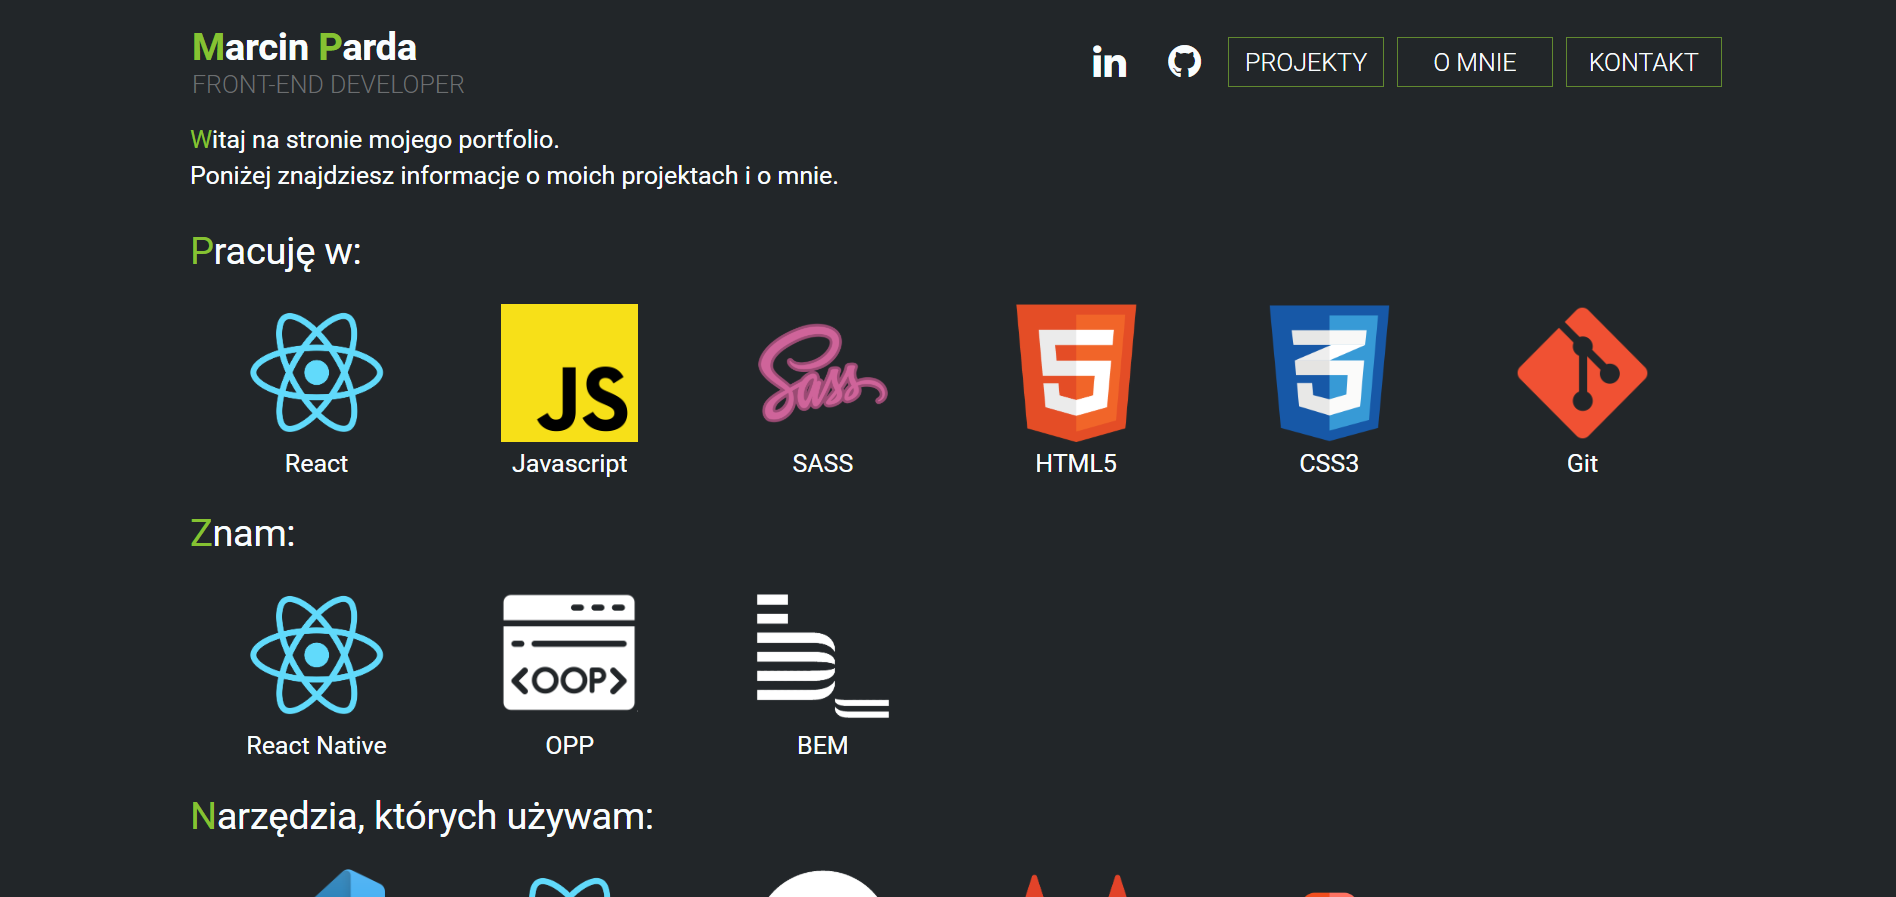 Marcin Parda
FRONT-END DEVELOPER
in
PROJEKTY
O MNIE
KONTAKT
Witaj na stronie mojego portfolio.
Poniżej znajdziesz informacje o moich projektach i o mnie.
Pracuję w:
JS
Sass
5
3
React
Javascript
SASS
HTML5
CSS3
Git
Znam:
<OOP>
b_
React Native
OPP
BEM
Narzędzia, których używam: